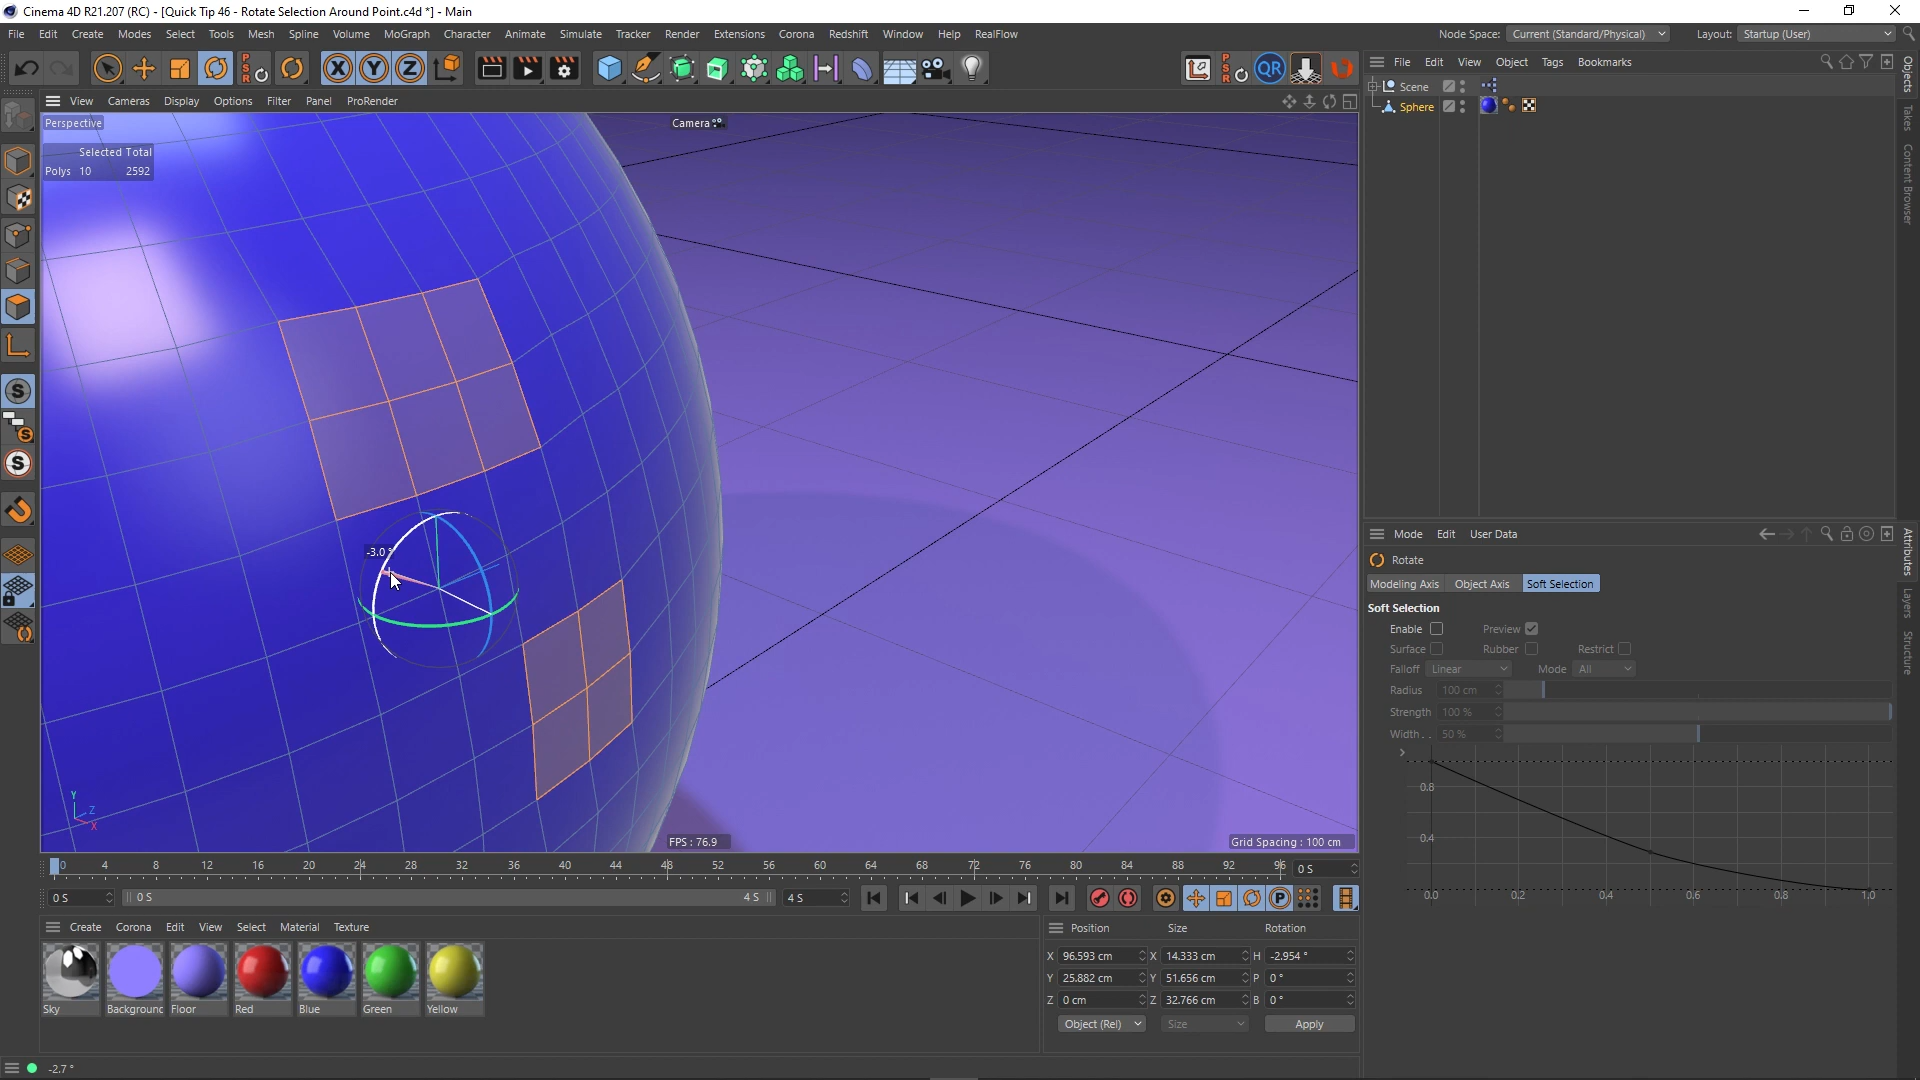 Cinema 4D R21.207 (RC) - [Quick Tip 46 - Rotate Selection Around Point.c4d *] - Main
File Edit Create Modes Select Tools Mesh Spline Volume MoGraph Character Animate Simulate Tracker Render Extensions Corona Redshift Window Help RealFlow
Node Space: Current (Standard/Physical) Layout: Startup (User)
PSR X Y Z PSR QR
View Cameras Display Options Filter Panel ProRender
File Edit View Object Tags Bookmarks
Scene
Sphere
Objects
Takes
Content Browser
Perspective
Camera
Selected Total
Polys 10 2592
-3.0 °
Y
Z
X
FPS : 76.9
Grid Spacing : 100 cm
Mode Edit User Data
Rotate
Modeling Axis Object Axis Soft Selection
Soft Selection
Enable Preview
Surface Rubber Restrict
Falloff Linear Mode All
Radius 100 cm
Strength 100 %
Width . . 50 %
0.8
0.4
0.0 0.2 0.4 0.6 0.8 1.0
Attributes
Layers
Structure
0 4 8 12 16 20 24 28 32 36 40 44 48 52 56 60 64 68 72 76 80 84 88 92 96 0 S
0 S 0 S 4 S 4 S
P
Create Corona Edit View Select Material Texture
Sky Background Floor Red Blue Green Yellow
Position Size Rotation
X 96.593 cm X 14.333 cm H -2.954 °
Y 25.882 cm Y 51.656 cm P 0 °
Z 0 cm Z 32.766 cm B 0 °
Object (Rel) Size Apply
-2.7 °